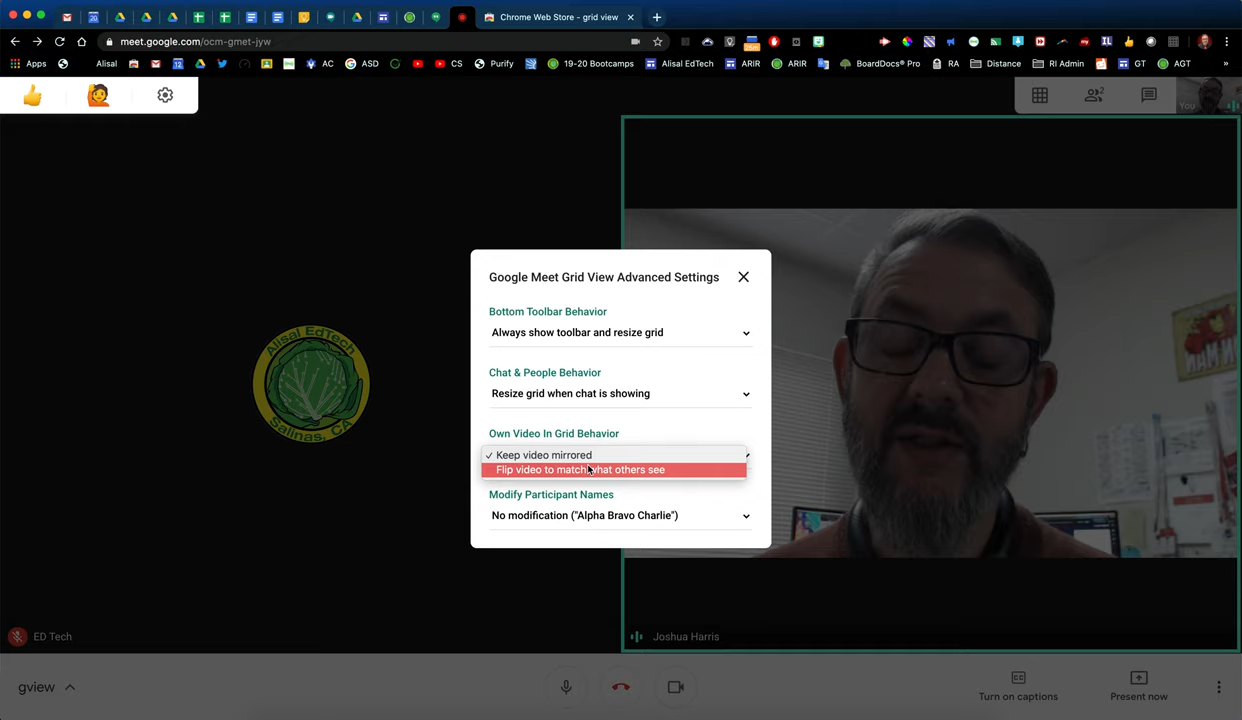 Chrome Web Store - grid view
meet.google.com/ocm-gmet-jyw
Apps
Alisal
AC
ASD
CS
Purify
19-20 Bootcamps
Alisal EdTech
ARIR
ARIR
BoardDocs® Pro
RA
Distance
RI Admin
GT
AGT
»
2
You
Google Meet Grid View Advanced Settings
Bottom Toolbar Behavior
Always show toolbar and resize grid
Chat & People Behavior
Resize grid when chat is showing
Own Video In Grid Behavior
✓ Keep video mirrored
Flip video to match what others see
Modify Participant Names
No modification ("Alpha Bravo Charlie")
Alisal EdTech
Salinas, CA
ED Tech
Joshua Harris
gview
Turn on captions
Present now